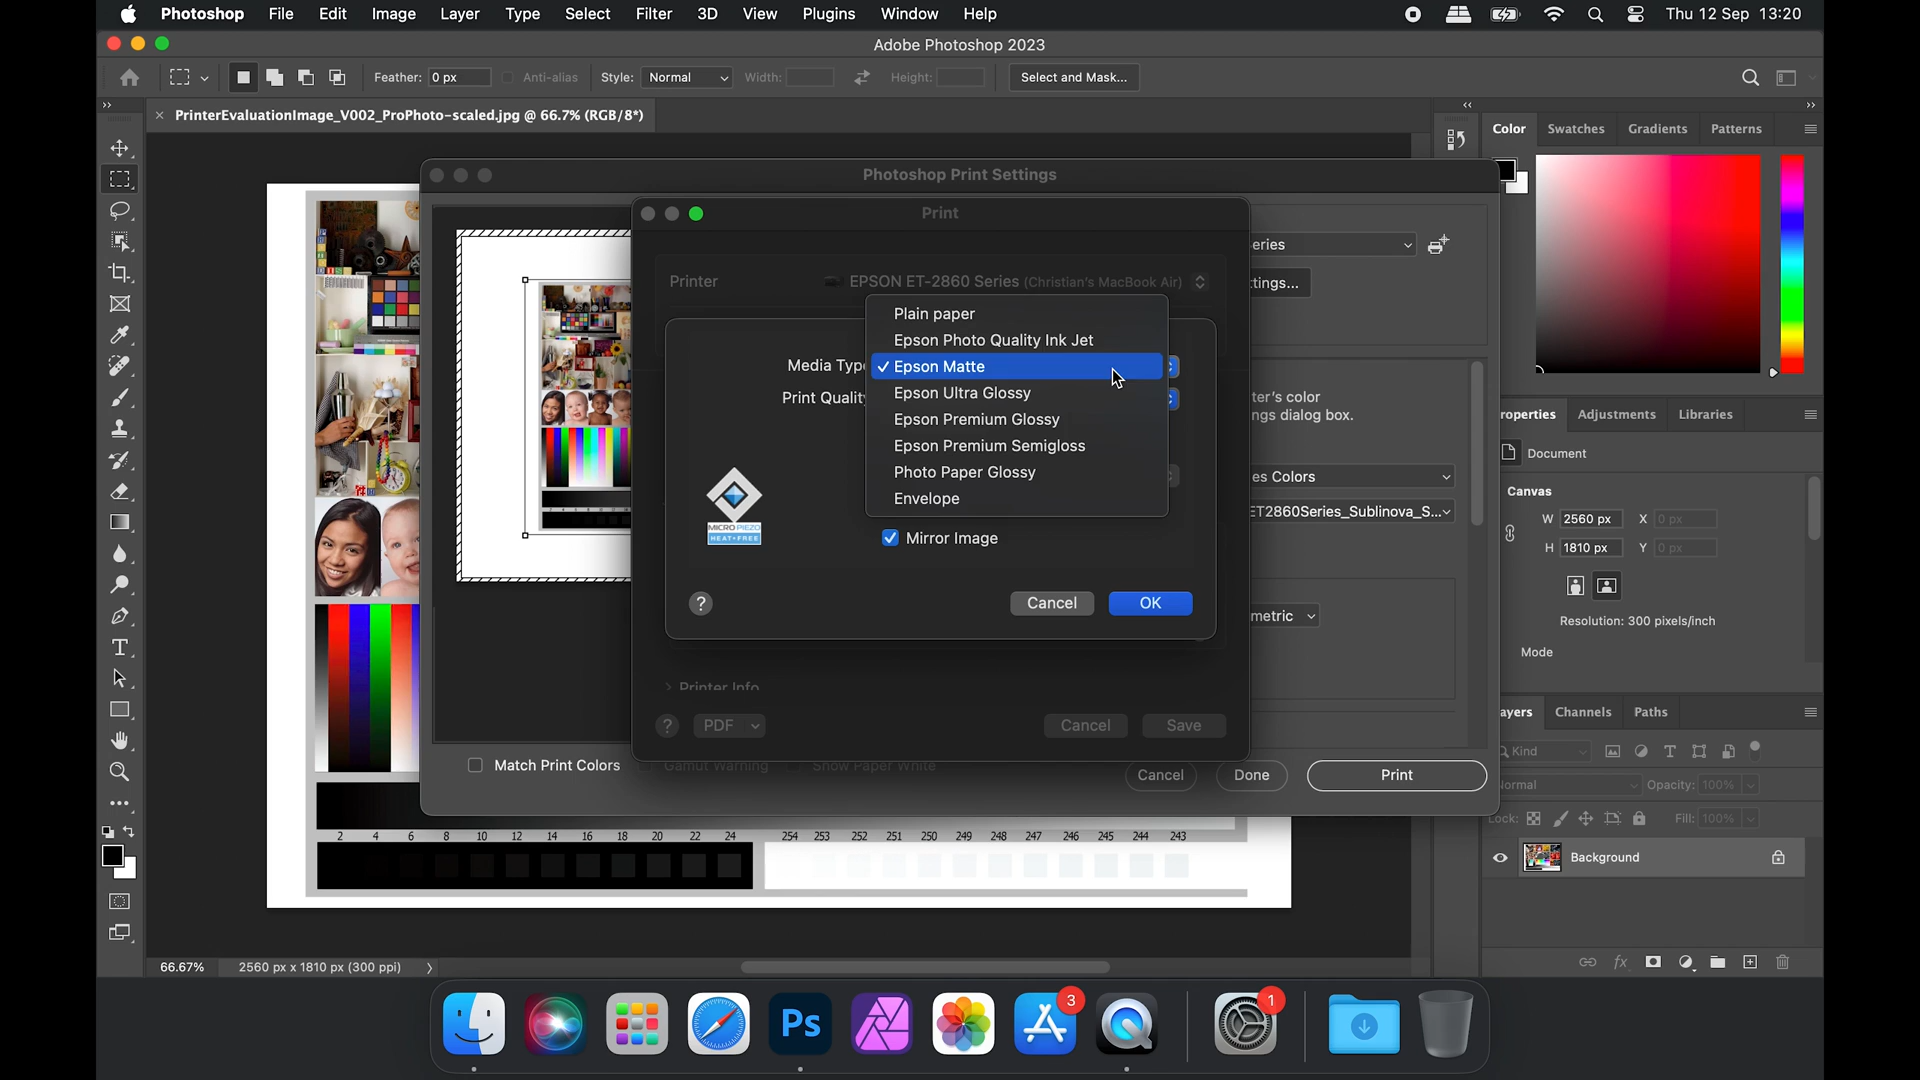 Photoshop File Edit Image Layer Type Select Filter 3D View Plugins Window Help Thu 12 Sep 13:20
Adobe Photoshop 2023
Feather: 0 px Anti-alias Style: Normal Width: Height: Select and Mask...
× PrinterEvaluationImage_V002_ProPhoto-scaled.jpg @ 66.7% (RGB/8*)
Color Swatches Gradients Patterns
Photoshop Print Settings
Print
eries
Printer EPSON ET-2860 Series (Christian's MacBook Air)
ttings...
Plain paper
Epson Photo Quality Ink Jet
Media Type ✓ Epson Matte
Print Quality
Epson Ultra Glossy
Epson Premium Glossy
Epson Premium Semigloss
Photo Paper Glossy
Envelope
MICRO PIEZO
HEAT-FREE
Mirror Image
? Cancel OK
Printer Info
? PDF Cancel Save
ter's color
ngs dialog box.
es Colors
ET2860Series_Sublinova_S...
metric
Match Print Colors Gamut Warning Show Paper White
Cancel Done Print
roperties Adjustments Libraries
Document
Canvas
W 2560 px X 0 px
H 1810 px Y 0 px
Resolution: 300 pixels/inch
Mode
ayers Channels Paths
Kind
ormal Opacity: 100%
Lock: Fill: 100%
Background
2 4 6 8 10 12 14 16 18 20 22 24 254 253 252 251 250 249 248 247 246 245 244 243
66.67% 2560 px x 1810 px (300 ppi)
fx
Ps
3
1